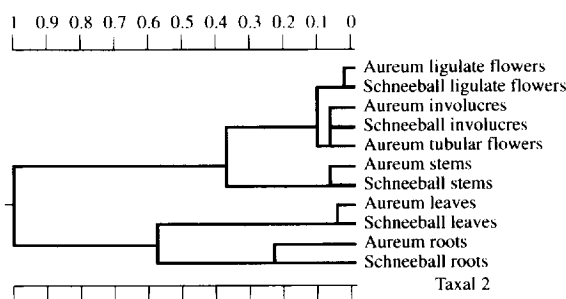 1 0.9 0.8 0.7 0.6 0.5 0.4 0.3 0.2 0.1 0
Aureum ligulate flowers
Schneeball ligulate flowers
Aureum involucres
Schneeball involucres
Aureum tubular flowers
Aureum stems
Schneeball stems
Aureum leaves
Schneeball leaves
Aureum roots
Schneeball roots
Taxal 2